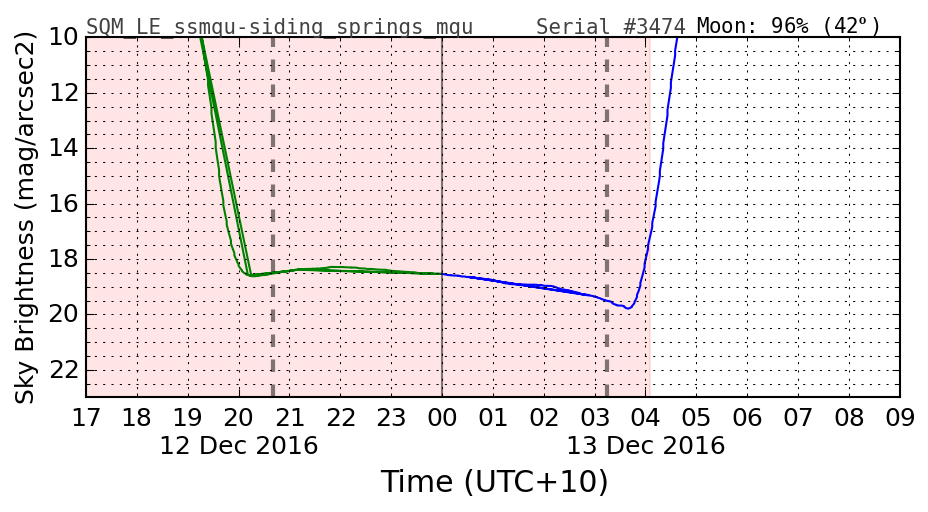 SQM_LE_ssmqu-siding_springs_mqu Serial #3474 Moon: 96% (42°)
Sky Brightness (mag/arcsec2)
10
12
14
16
18
20
22
17 18 19 20 21 22 23 00 01 02 03 04 05 06 07 08 09
12 Dec 2016 13 Dec 2016
Time (UTC+10)